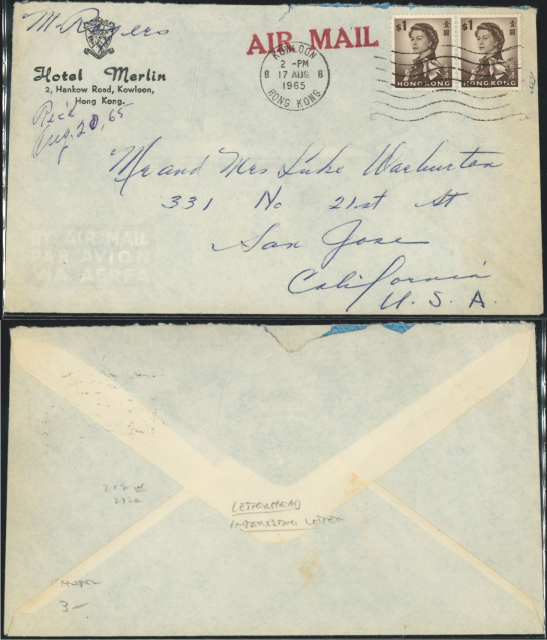 M. Rogers
AIR MAIL
Hotel Merlin
2, Hankow Road, Kowloon,
Hong Kong.
Rec'd
Aug. 20, 65
KOWLOON
2 - PM
8 17 AUG 8
1965
HONG KONG
$1
HONG KONG
$1
HONG KONG
Mr and Mrs Luke Warburton
331 No 21st St
San Jose
California
U. S. A.
BY AIR MAIL
PAR AVION
VIA AEREA
LETTERHEAD
INTERESTING LETTER
HOTEL
3-